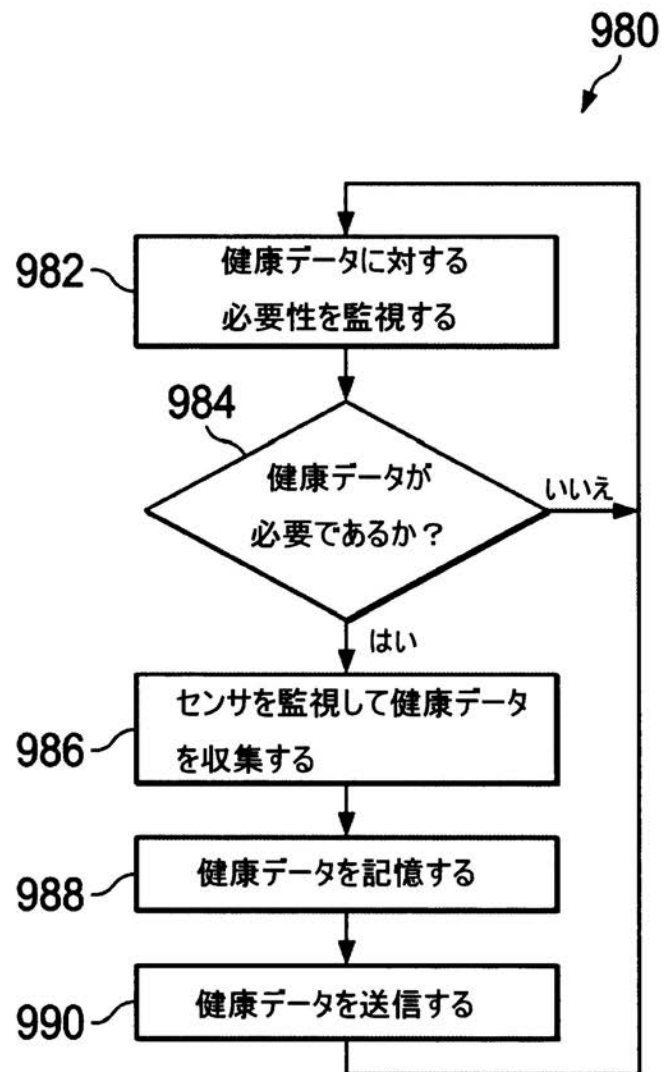 980
982
健康データに対する
必要性を監視する
984
健康データが
必要であるか？
いいえ
はい
986
センサを監視して健康データ
を収集する
988
健康データを記憶する
990
健康データを送信する